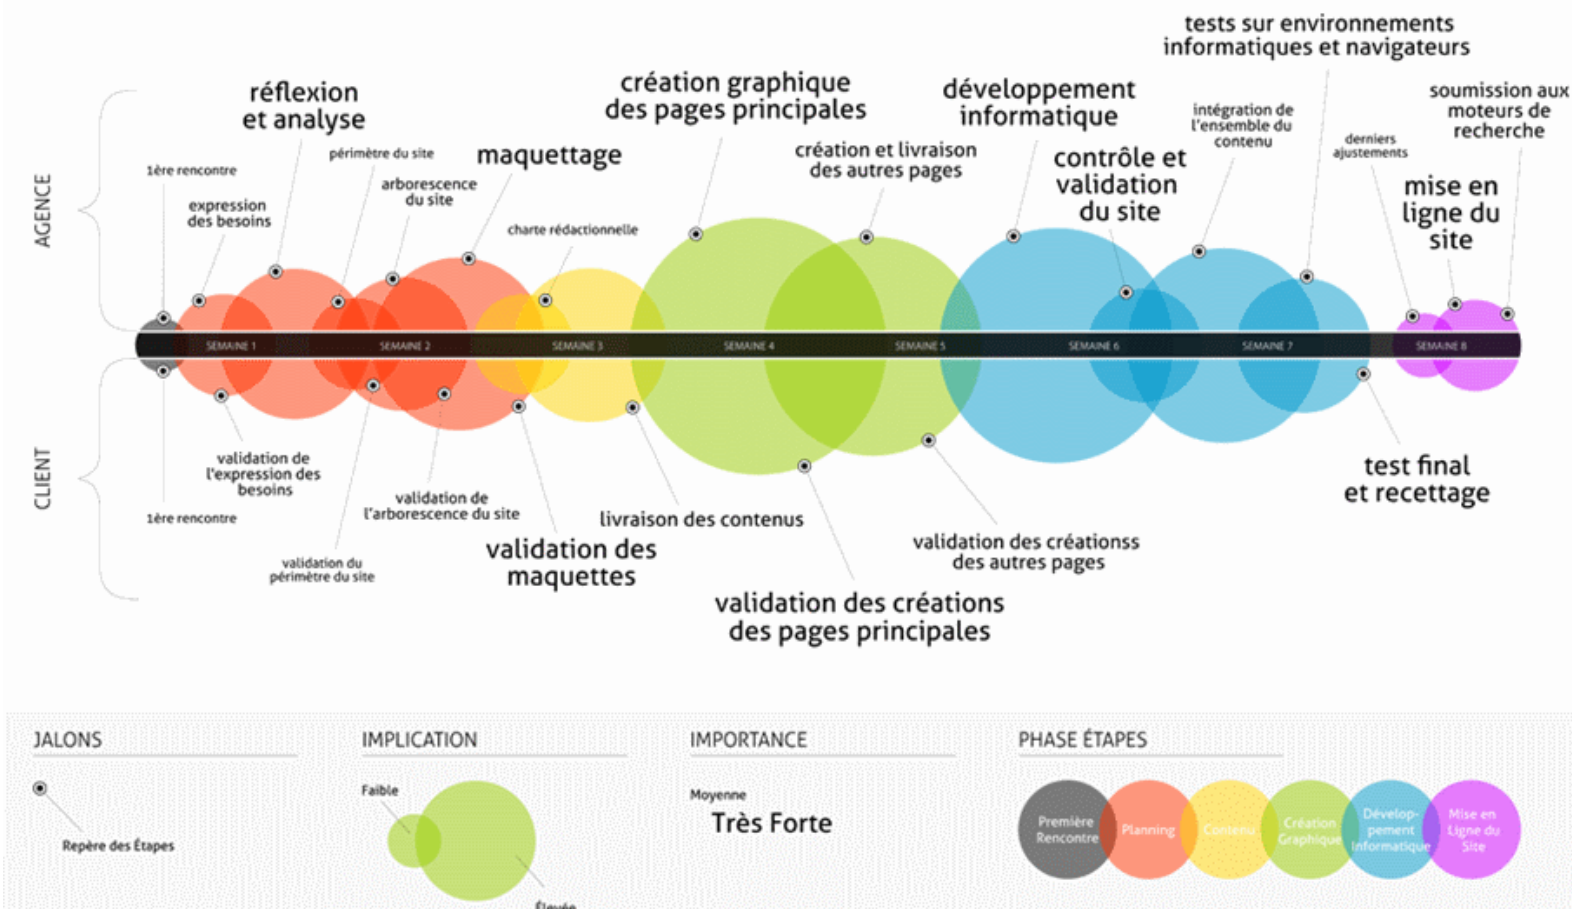 tests sur environnements
informatiques et navigateurs
création graphique
des pages principales
développement
informatique
soumission aux
moteurs de
recherche
réflexion
et analyse
intégration de
l'ensemble du
contenu
derniers
ajustements
périmètre du site
maquettage
création et livraison
des autres pages
contrôle et
validation
du site
1ère rencontre
arborescence
du site
mise en
ligne du
site
expression
des besoins
charte rédactionnelle
AGENCE
SEMAINE 1
SEMAINE 2
SEMAINE 3
SEMAINE 4
SEMAINE 5
SEMAINE 6
SEMAINE 7
SEMAINE 8
CLIENT
validation de
l'expression des
besoins
1ère rencontre
validation de
l'arborescence du site
validation du
périmètre du site
livraison des contenus
validation des
maquettes
validation des créationss
des autres pages
validation des créations
des pages principales
test final
et recettage
JALONS
Repère des Étapes
IMPLICATION
Faible
Élevée
IMPORTANCE
Moyenne
Très Forte
PHASE ÉTAPES
Première
Rencontre
Planning
Contenu
Création
Graphique
Dévelop-
pement
Informatique
Mise en
Ligne du
Site